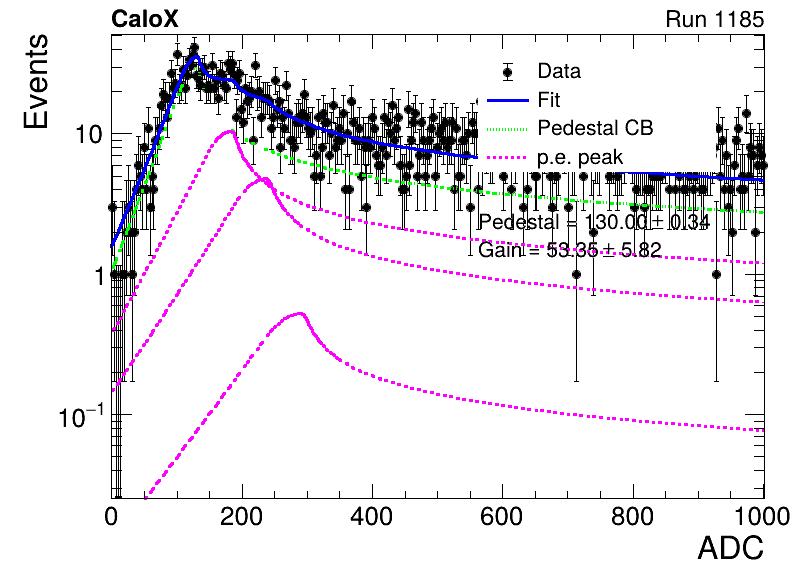 CaloX
Run 1185
Events
Data
Fit
Pedestal CB
p.e. peak
Pedestal = 130.00 ± 0.34
Gain = 53.35 ± 5.82
10
1
10⁻¹
0 200 400 600 800 1000
ADC